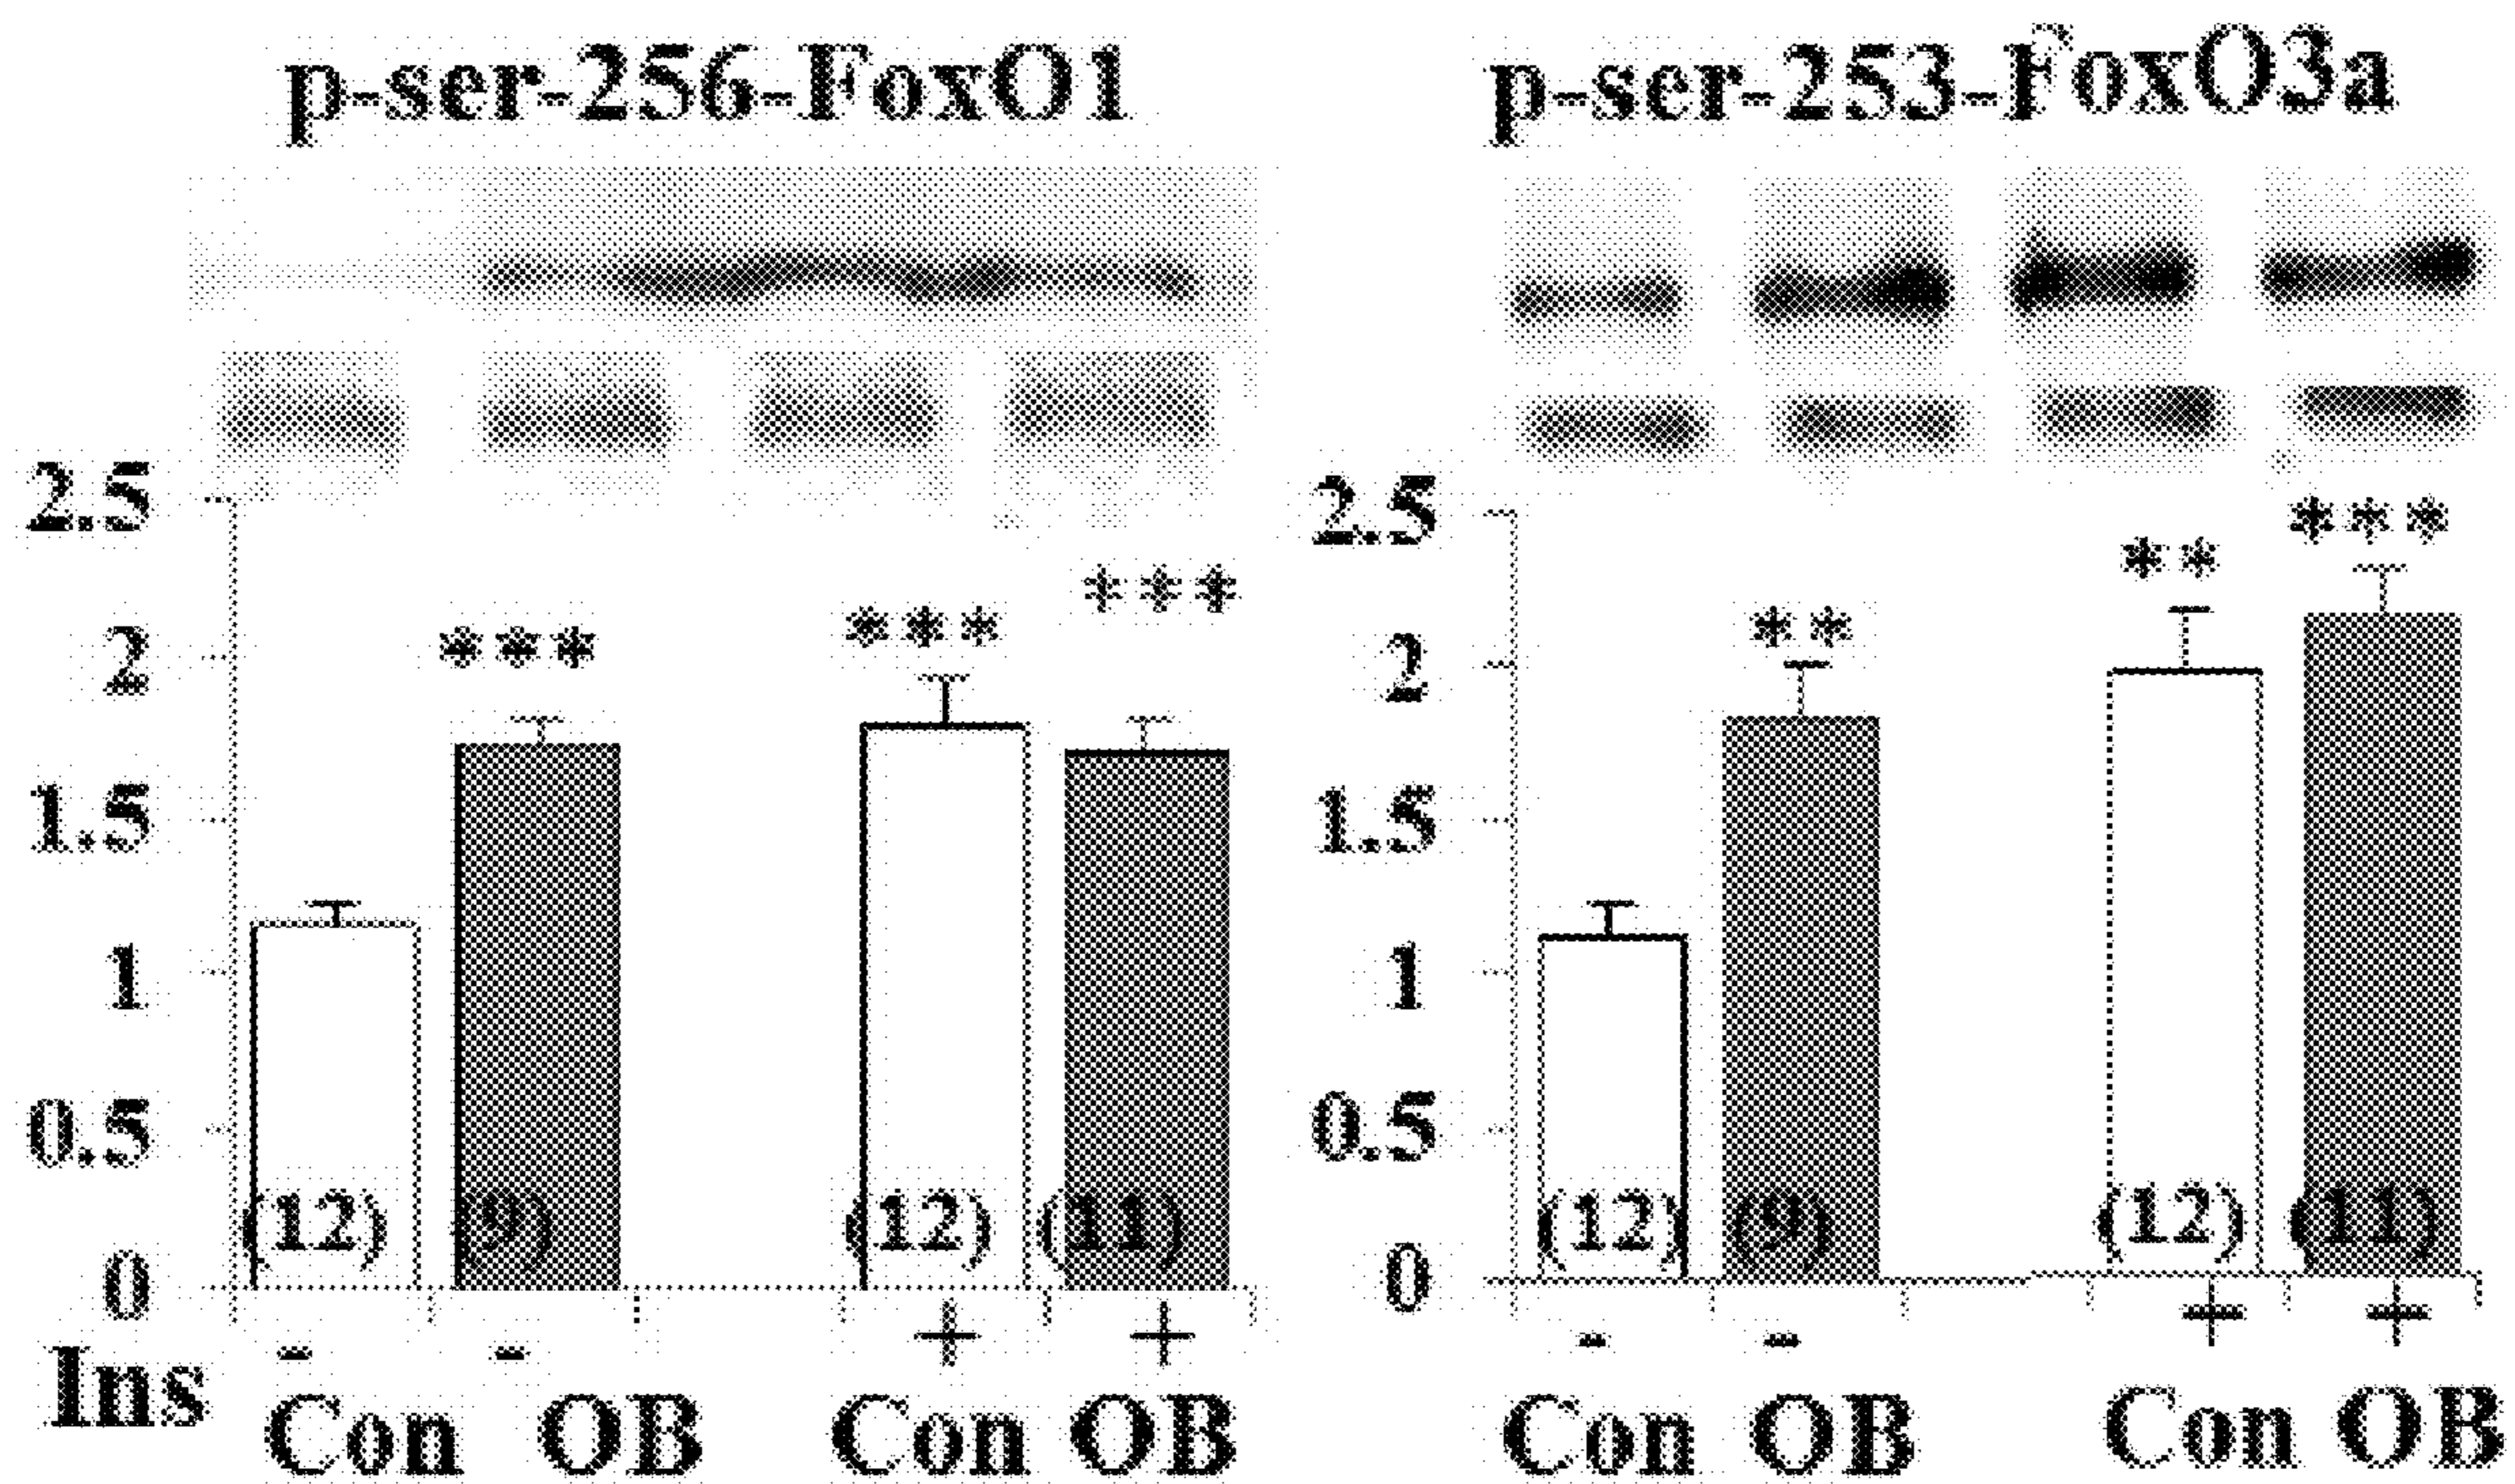 p-ser-256-FoxO1
2.5
2
1.5
1
0.5
0
*** *** ***
(12) (9) (12) (11)
Ins - - + +
Con OB Con OB
p-ser-253-FoxO3a
2.5
2
1.5
1
0.5
0
** ** ***
(12) (9) (12) (11)
- - + +
Con OB Con OB